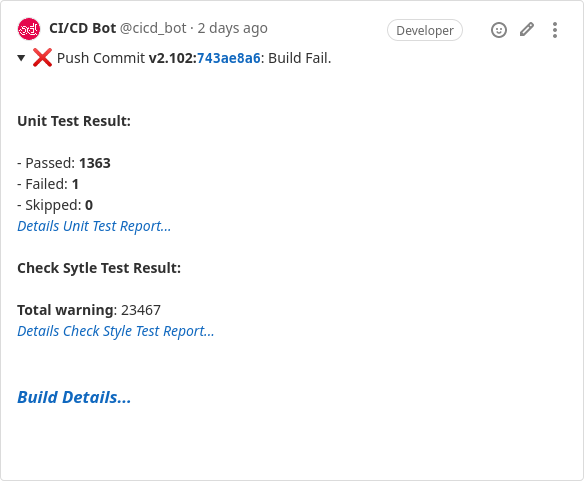 CI/CD Bot @cicd_bot · 2 days ago Developer
▼ ❌ Push Commit v2.102:743ae8a6: Build Fail.
Unit Test Result:
- Passed: 1363
- Failed: 1
- Skipped: 0
Details Unit Test Report...
Check Sytle Test Result:
Total warning: 23467
Details Check Style Test Report...
Build Details...